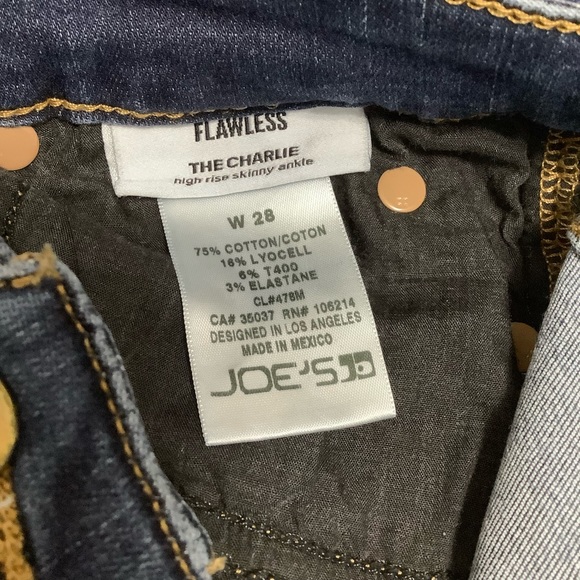 FLAWLESS
THE CHARLIE
high rise skinny ankle
W 28
75% COTTON/COTON
16% LYOCELL
6% T400
3% ELASTANE
CL#478M
CA# 35037 RN# 106214
DESIGNED IN LOS ANGELES
MADE IN MEXICO
JOE'S